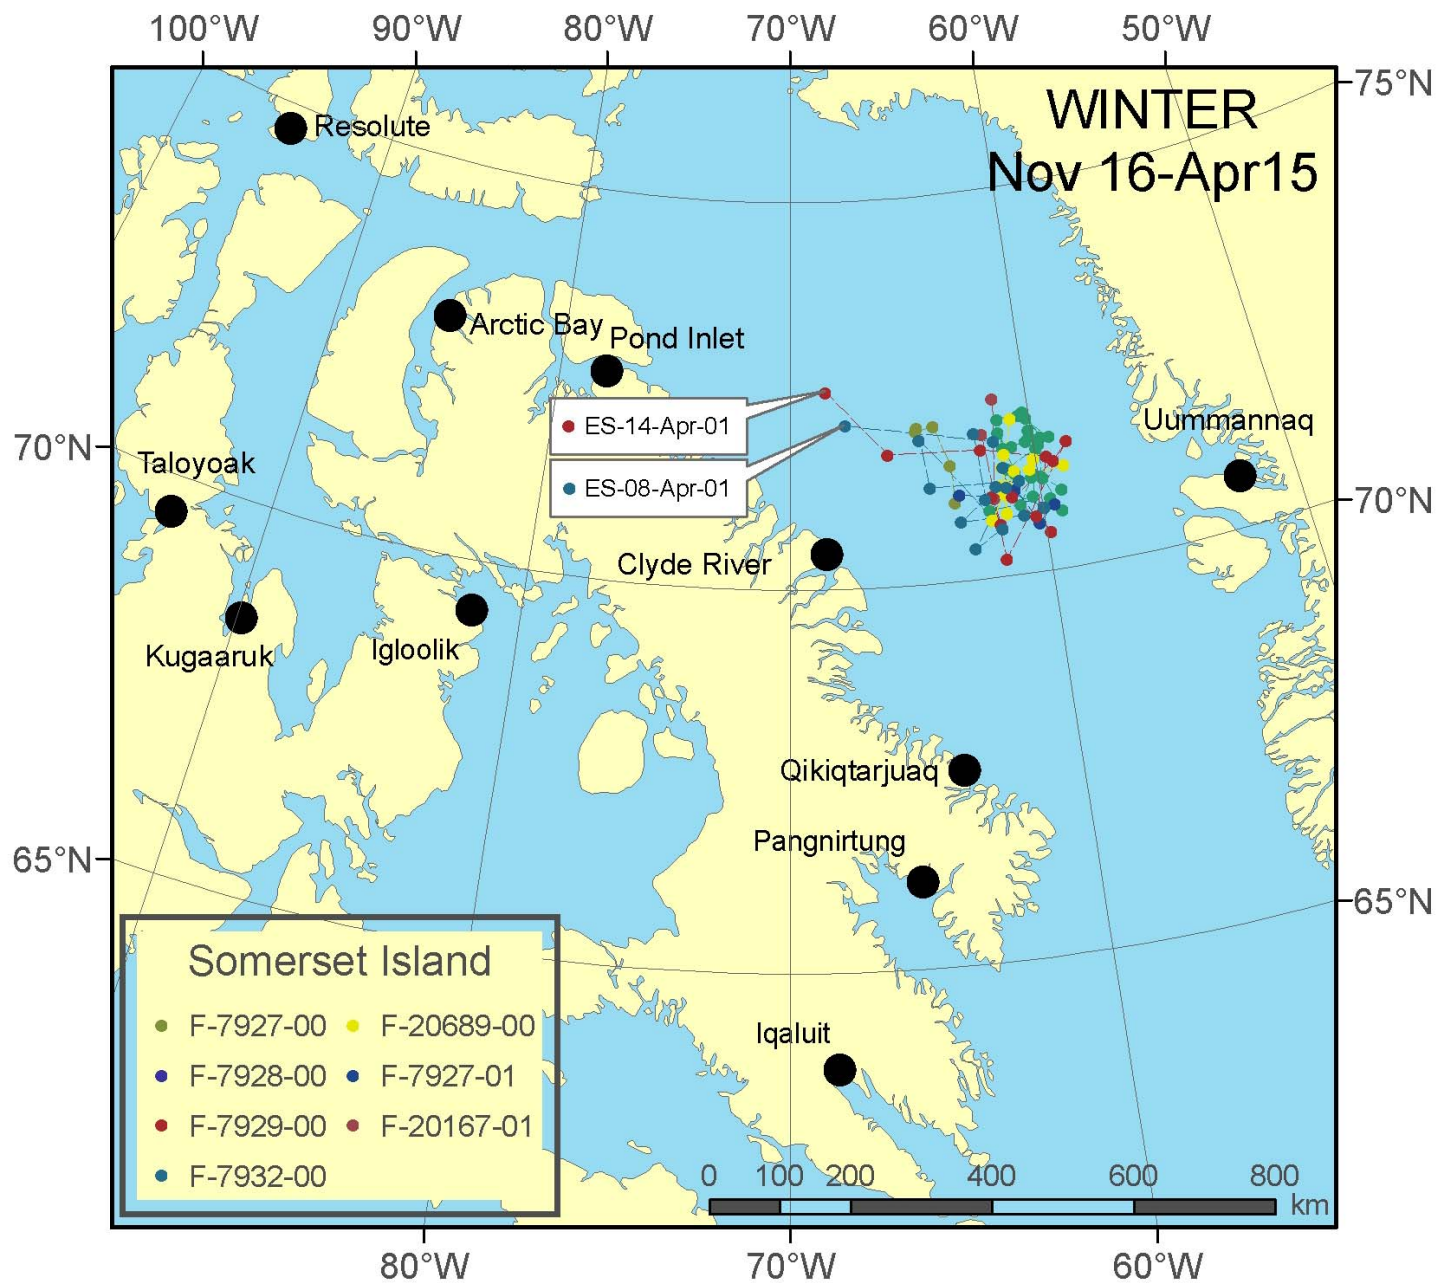 100°W 90°W 80°W 70°W 60°W 50°W
75°N
WINTER
Nov 16-Apr15
Resolute
Arctic Bay
Pond Inlet
ES-14-Apr-01
Uummannaq
70°N
Taloyoak
ES-08-Apr-01
70°N
Clyde River
Kugaaruk
Igloolik
Qikiqtarjuaq
Pangnirtung
65°N
65°N
Somerset Island
F-7927-00 F-20689-00
F-7928-00 F-7927-01
F-7929-00 F-20167-01
F-7932-00
Iqaluit
0 100 200 400 600 800
km
80°W 70°W 60°W